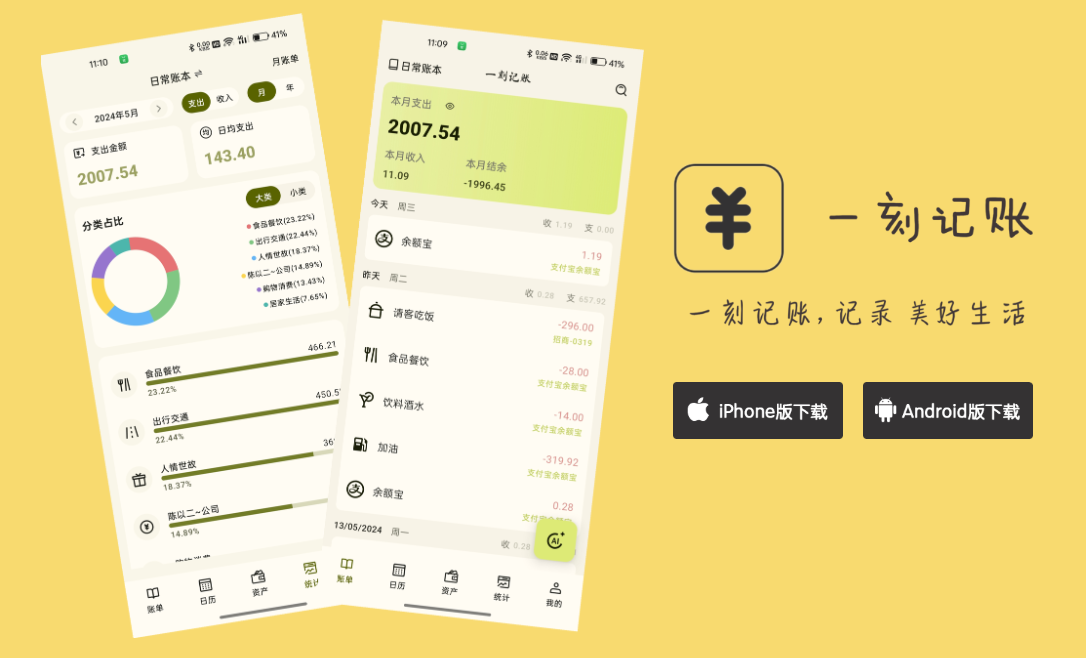 11:10
41%
日常账本
月账单
2024年5月
支出 收入
月 年
支出金额
2007.54
日均支出
143.40
分类占比
大类 小类
食品餐饮(23.22%)
出行交通(22.44%)
人情世故(18.37%)
陈以二~公司(14.89%)
购物消费(13.43%)
居家生活(7.65%)
食品餐饮 466.21
23.22%
出行交通 450.5
22.44%
人情世故 36
18.37%
陈以二~公司
14.89%
购物消费
账单 日历 资产 统计
11:09
41%
日常账本
一刻记账
本月支出
2007.54
本月收入 本月结余
11.09 -1996.45
今天 周三 收 1.19 支 0.00
余额宝 1.19
支付宝余额宝
昨天 周二 收 0.28 支 657.92
请客吃饭 -296.00
招商-0319
食品餐饮 -28.00
支付宝余额宝
饮料酒水 -14.00
支付宝余额宝
加油 -319.92
支付宝余额宝
余额宝 0.28
支付宝余额宝
13/05/2024 周一 收 0.28
AI
账单 日历 资产 统计 我的
一刻记账
一刻记账,记录美好生活
iPhone版下载
Android版下载